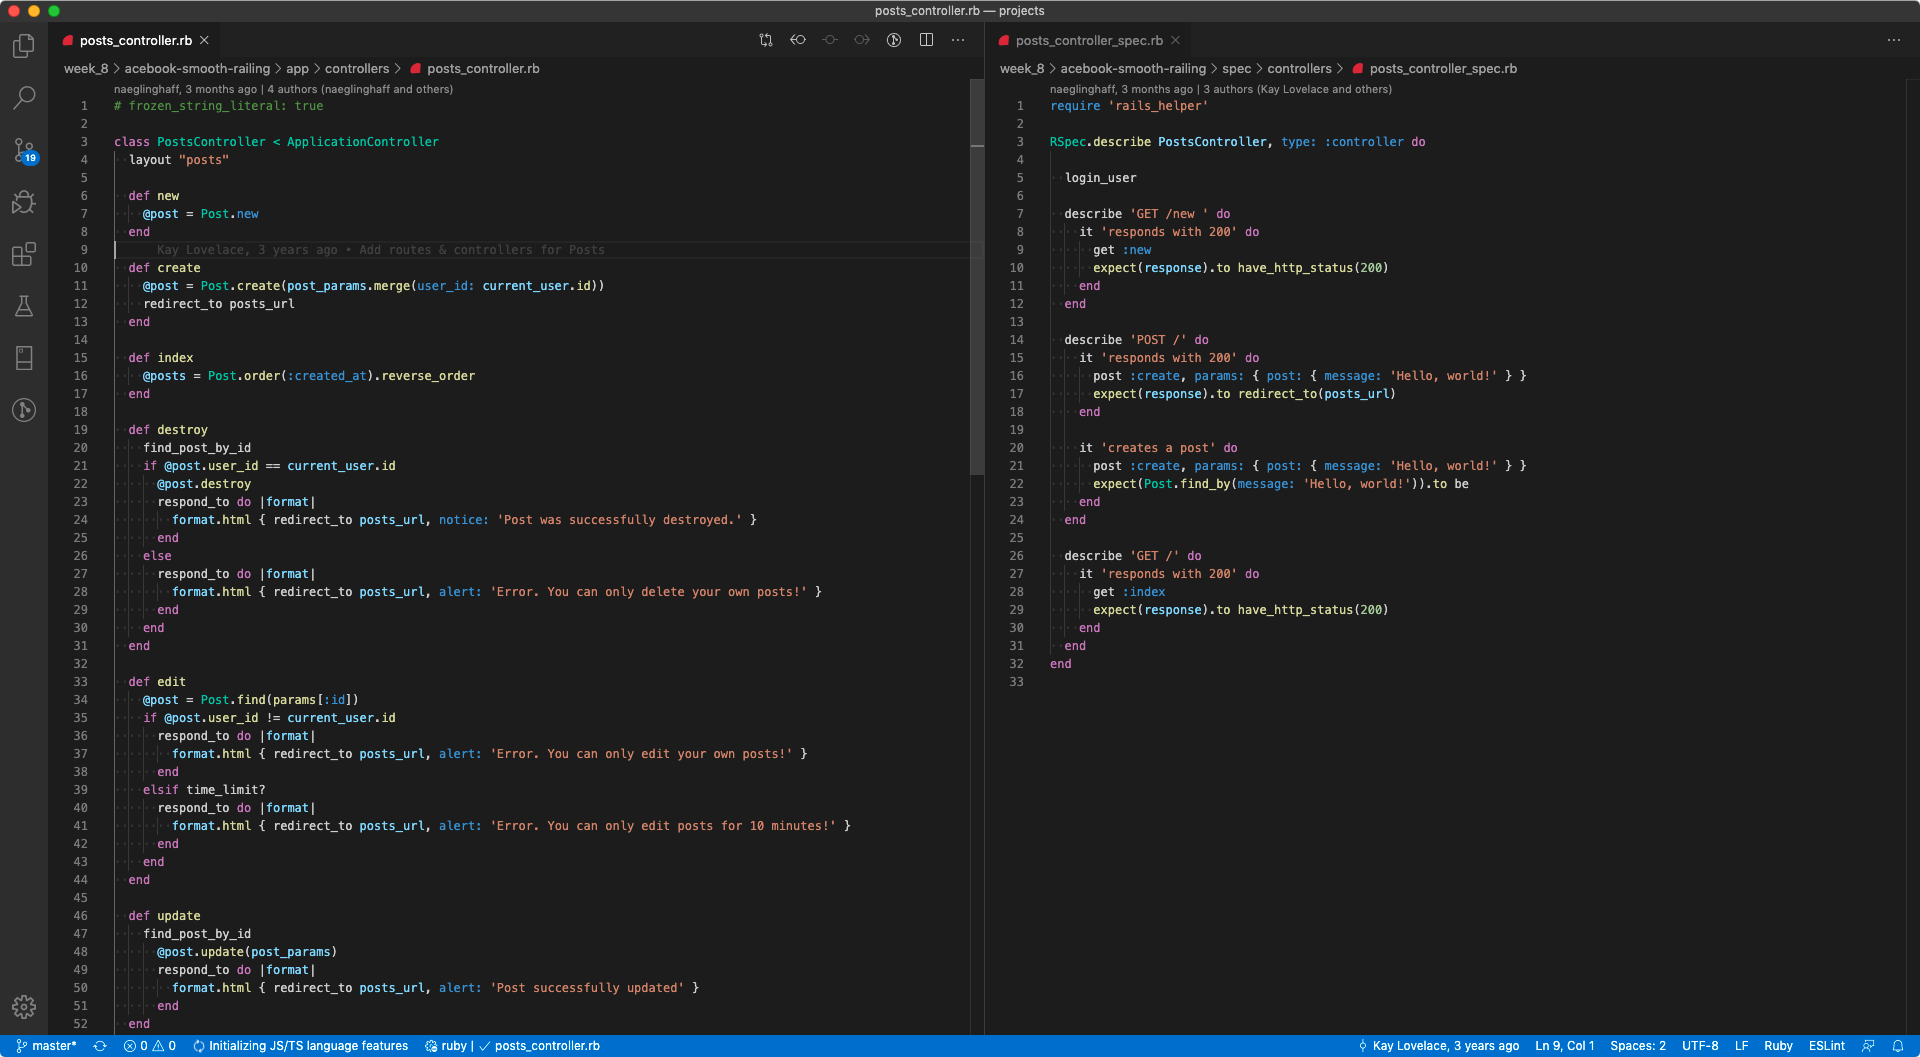 posts_controller.rb — projects
posts_controller.rb
week_8 > acebook-smooth-railing > app > controllers > posts_controller.rb
naeglinghaff, 3 months ago | 4 authors (naeglinghaff and others)
1 # frozen_string_literal: true
2
3 class PostsController < ApplicationController
4   layout "posts"
5
6   def new
7     @post = Post.new
8   end
9       Kay Lovelace, 3 years ago • Add routes & controllers for Posts
10   def create
11     @post = Post.create(post_params.merge(user_id: current_user.id))
12     redirect_to posts_url
13   end
14
15   def index
16     @posts = Post.order(:created_at).reverse_order
17   end
18
19   def destroy
20     find_post_by_id
21     if @post.user_id == current_user.id
22       @post.destroy
23       respond_to do |format|
24         format.html { redirect_to posts_url, notice: 'Post was successfully destroyed.' }
25       end
26     else
27       respond_to do |format|
28         format.html { redirect_to posts_url, alert: 'Error. You can only delete your own posts!' }
29       end
30     end
31   end
32
33   def edit
34     @post = Post.find(params[:id])
35     if @post.user_id != current_user.id
36       respond_to do |format|
37         format.html { redirect_to posts_url, alert: 'Error. You can only edit your own posts!' }
38       end
39     elsif time_limit?
40       respond_to do |format|
41         format.html { redirect_to posts_url, alert: 'Error. You can only edit posts for 10 minutes!' }
42       end
43     end
44   end
45
46   def update
47     find_post_by_id
48       @post.update(post_params)
49       respond_to do |format|
50         format.html { redirect_to posts_url, alert: 'Post successfully updated' }
51       end
52   end
posts_controller_spec.rb
week_8 > acebook-smooth-railing > spec > controllers > posts_controller_spec.rb
naeglinghaff, 3 months ago | 3 authors (Kay Lovelace and others)
1 require 'rails_helper'
2
3 RSpec.describe PostsController, type: :controller do
4
5   login_user
6
7   describe 'GET /new ' do
8     it 'responds with 200' do
9       get :new
10       expect(response).to have_http_status(200)
11     end
12   end
13
14   describe 'POST /' do
15     it 'responds with 200' do
16       post :create, params: { post: { message: 'Hello, world!' } }
17       expect(response).to redirect_to(posts_url)
18     end
19
20     it 'creates a post' do
21       post :create, params: { post: { message: 'Hello, world!' } }
22       expect(Post.find_by(message: 'Hello, world!')).to be
23     end
24   end
25
26   describe 'GET /' do
27     it 'responds with 200' do
28       get :index
29       expect(response).to have_http_status(200)
30     end
31   end
32 end
33
19
master* 0 0 Initializing JS/TS language features ruby | ✓ posts_controller.rb Kay Lovelace, 3 years ago Ln 9, Col 1 Spaces: 2 UTF-8 LF Ruby ESLint